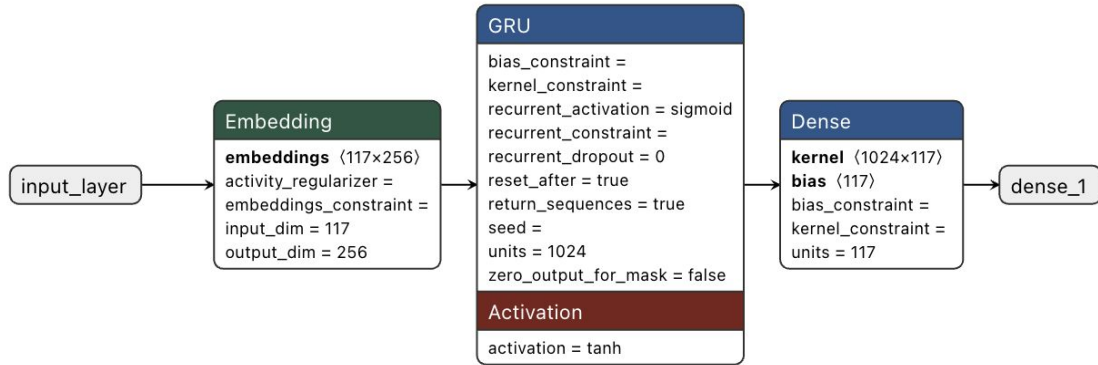 input_layer
Embedding
embeddings ⟨117×256⟩
activity_regularizer =
embeddings_constraint =
input_dim = 117
output_dim = 256
GRU
bias_constraint =
kernel_constraint =
recurrent_activation = sigmoid
recurrent_constraint =
recurrent_dropout = 0
reset_after = true
return_sequences = true
seed =
units = 1024
zero_output_for_mask = false
Activation
activation = tanh
Dense
kernel ⟨1024×117⟩
bias ⟨117⟩
bias_constraint =
kernel_constraint =
units = 117
dense_1